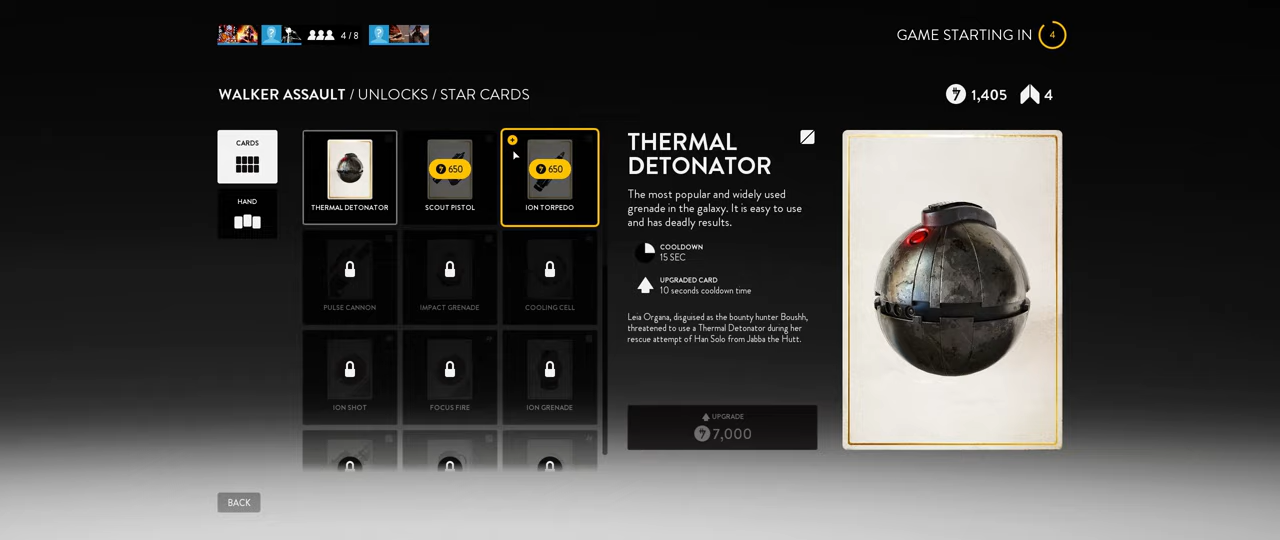 4 / 8
GAME STARTING IN 4
WALKER ASSAULT / UNLOCKS / STAR CARDS
1,405
4
CARDS
HAND
THERMAL DETONATOR
650
SCOUT PISTOL
650
ION TORPEDO
PULSE CANNON
IMPACT GRENADE
COOLING CELL
ION SHOT
FOCUS FIRE
ION GRENADE
THERMAL
DETONATOR
The most popular and widely used
grenade in the galaxy. It is easy to use
and has deadly results.
COOLDOWN
15 SEC
UPGRADED CARD
10 seconds cooldown time
Leia Organa, disguised as the bounty hunter Boushh,
threatened to use a Thermal Detonator during her
rescue attempt of Han Solo from Jabba the Hutt.
UPGRADE
7,000
BACK